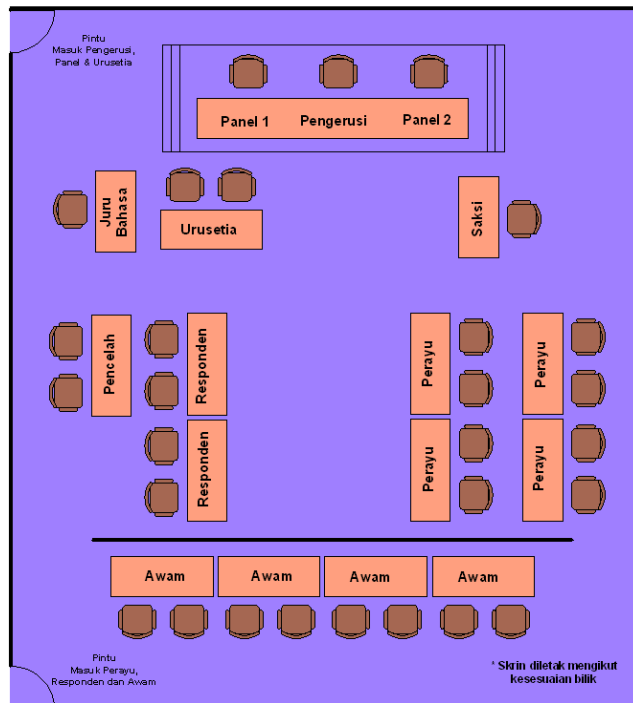 Pintu
Masuk Pengerusi,
Panel & Urusetia
Panel 1
Pengerusi
Panel 2
Juru
Bahasa
Urusetia
Saksi
Pencelah
Responden
Perayu
Perayu
Responden
Perayu
Perayu
Awam
Awam
Awam
Awam
Pintu
Masuk Perayu,
Responden dan Awam
* Skrin diletak mengikut
kesesuaian bilik